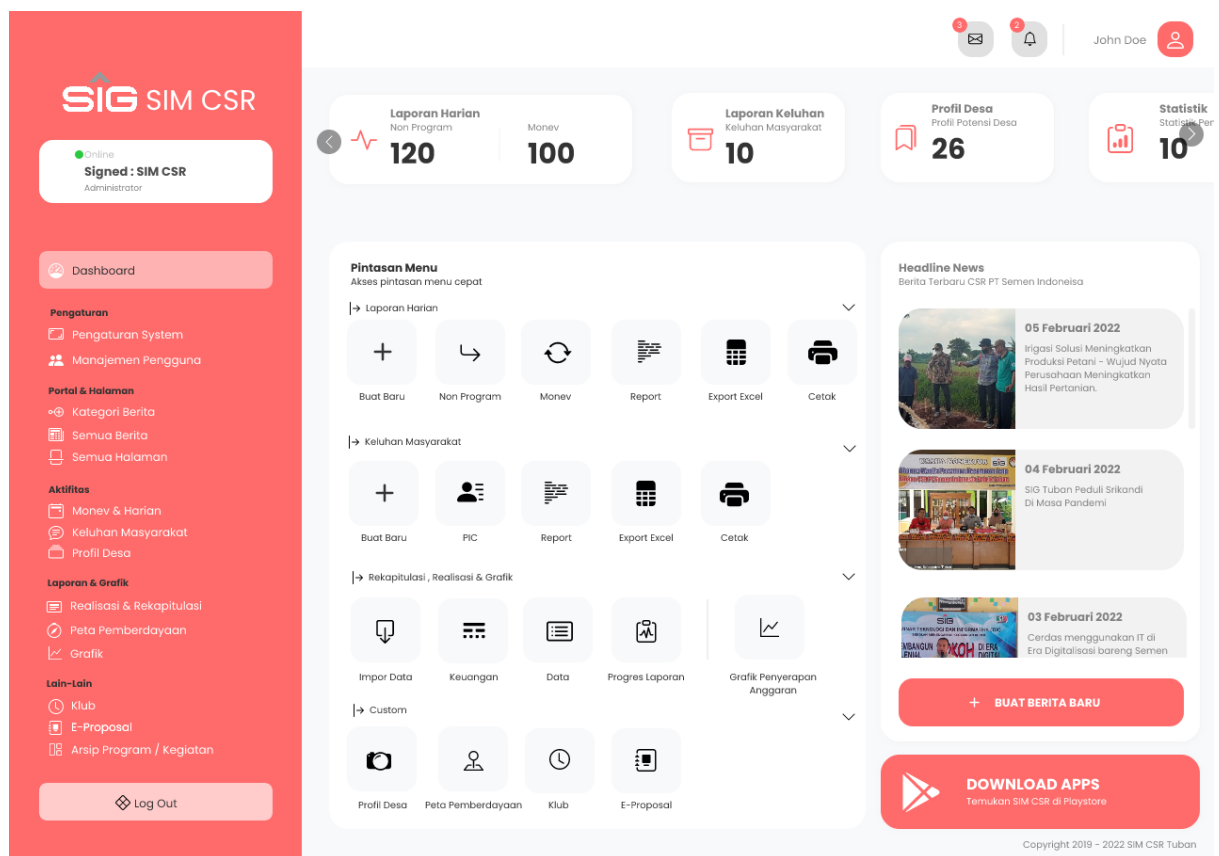 3
2
John Doe
SIG SIM CSR
Online
Signed : SIM CSR
Administrator
Dashboard
Pengaturan
Pengaturan System
Manajemen Pengguna
Portal & Halaman
Kategori Berita
Semua Berita
Semua Halaman
Aktifitas
Monev & Harian
Keluhan Masyarakat
Profil Desa
Laporan & Grafik
Realisasi & Rekapitulasi
Peta Pemberdayaan
Grafik
Lain-Lain
Klub
E-Proposal
Arsip Program / Kegiatan
Log Out
Laporan Harian
Non Program
120
Monev
100
Laporan Keluhan
Keluhan Masyarakat
10
Profil Desa
Profil Potensi Desa
26
Statistik
10
Pintasan Menu
Akses pintasan menu cepat
Laporan Harian
Buat Baru
Non Program
Monev
Report
Export Excel
Cetak
Keluhan Masyarakat
Buat Baru
PIC
Report
Export Excel
Cetak
Rekapitulasi , Realisasi & Grafik
Impor Data
Keuangan
Data
Progres Laporan
Grafik Penyerapan
Anggaran
Custom
Profil Desa
Peta Pemberdayaan
Klub
E-Proposal
Headline News
Berita Terbaru CSR PT Semen Indoneisa
05 Februari 2022
Irigasi Solusi Meningkatkan
Produksi Petani - Wujud Nyata
Perusahaan Meningkatkan
Hasil Pertanian.
04 Februari 2022
SIG Tuban Peduli Srikandi
Di Masa Pandemi
SIG
03 Februari 2022
Cerdas menggunakan IT di
Era Digitalisasi bareng Semen
SIG
KOH DI ERA
DIGITAL
BUAT BERITA BARU
DOWNLOAD APPS
Temukan SIM CSR di Playstore
Copyright 2019 - 2022 SIM CSR Tuban